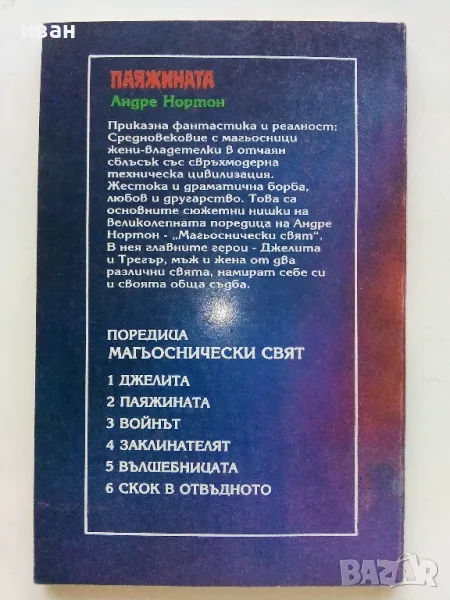 иван
ПАЯЖИНАТА
Андре Нортон
Приказна фантастика и реалност;
Средновековие с магьосници
жени-владетелки в отчаян
сблъсък със свръхмодерна
техническа цивилизация.
Жестока и драматична борба,
любов и другарство. Това са
основните сюжетни нишки на
великолепната поредица на Андре
Нортон - „Магьоснически свят".
В нея главните герои - Джелита
и Трегър, мъж и жена от два
различни свята, намират себе си
и своята обща съдба.
ПОРЕДИЦА
МАГЬОСНИЧЕСКИ СВЯТ
1 ДЖЕЛИТА
2 ПАЯЖИНАТА
3 ВОЙНЪТ
4 ЗАКЛИНАТЕЛЯТ
5 ВЪЛШЕБНИЦАТА
6 СКОК В ОТВЪДНОТО
BAZAR